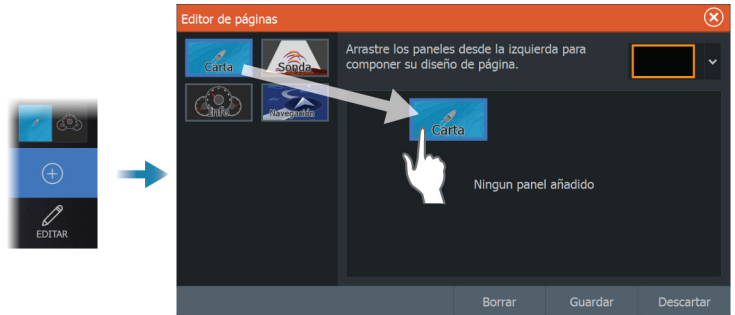 Editor de páginas
Carta
Sonda
Info
Navegación
Arrastre los paneles desde la izquierda para
componer su diseño de página.
Carta
Ningun panel añadido
EDITAR
Borrar
Guardar
Descartar